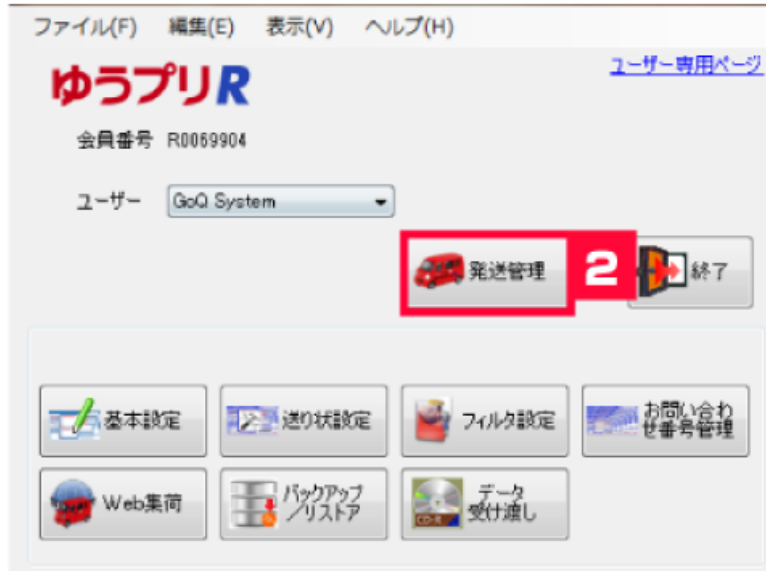 ファイル(F) 編集(E) 表示(V) ヘルプ(H)
ユーザー専用ページ
ゆうプリR
会員番号 R0069904
ユーザー GoQ System
発送管理
2
終了
基本設定
送り状設定
フィルタ設定
お問い合わ
せ番号管理
Web集荷
バックアップ
/リストア
CD-R
データ
受け渡し